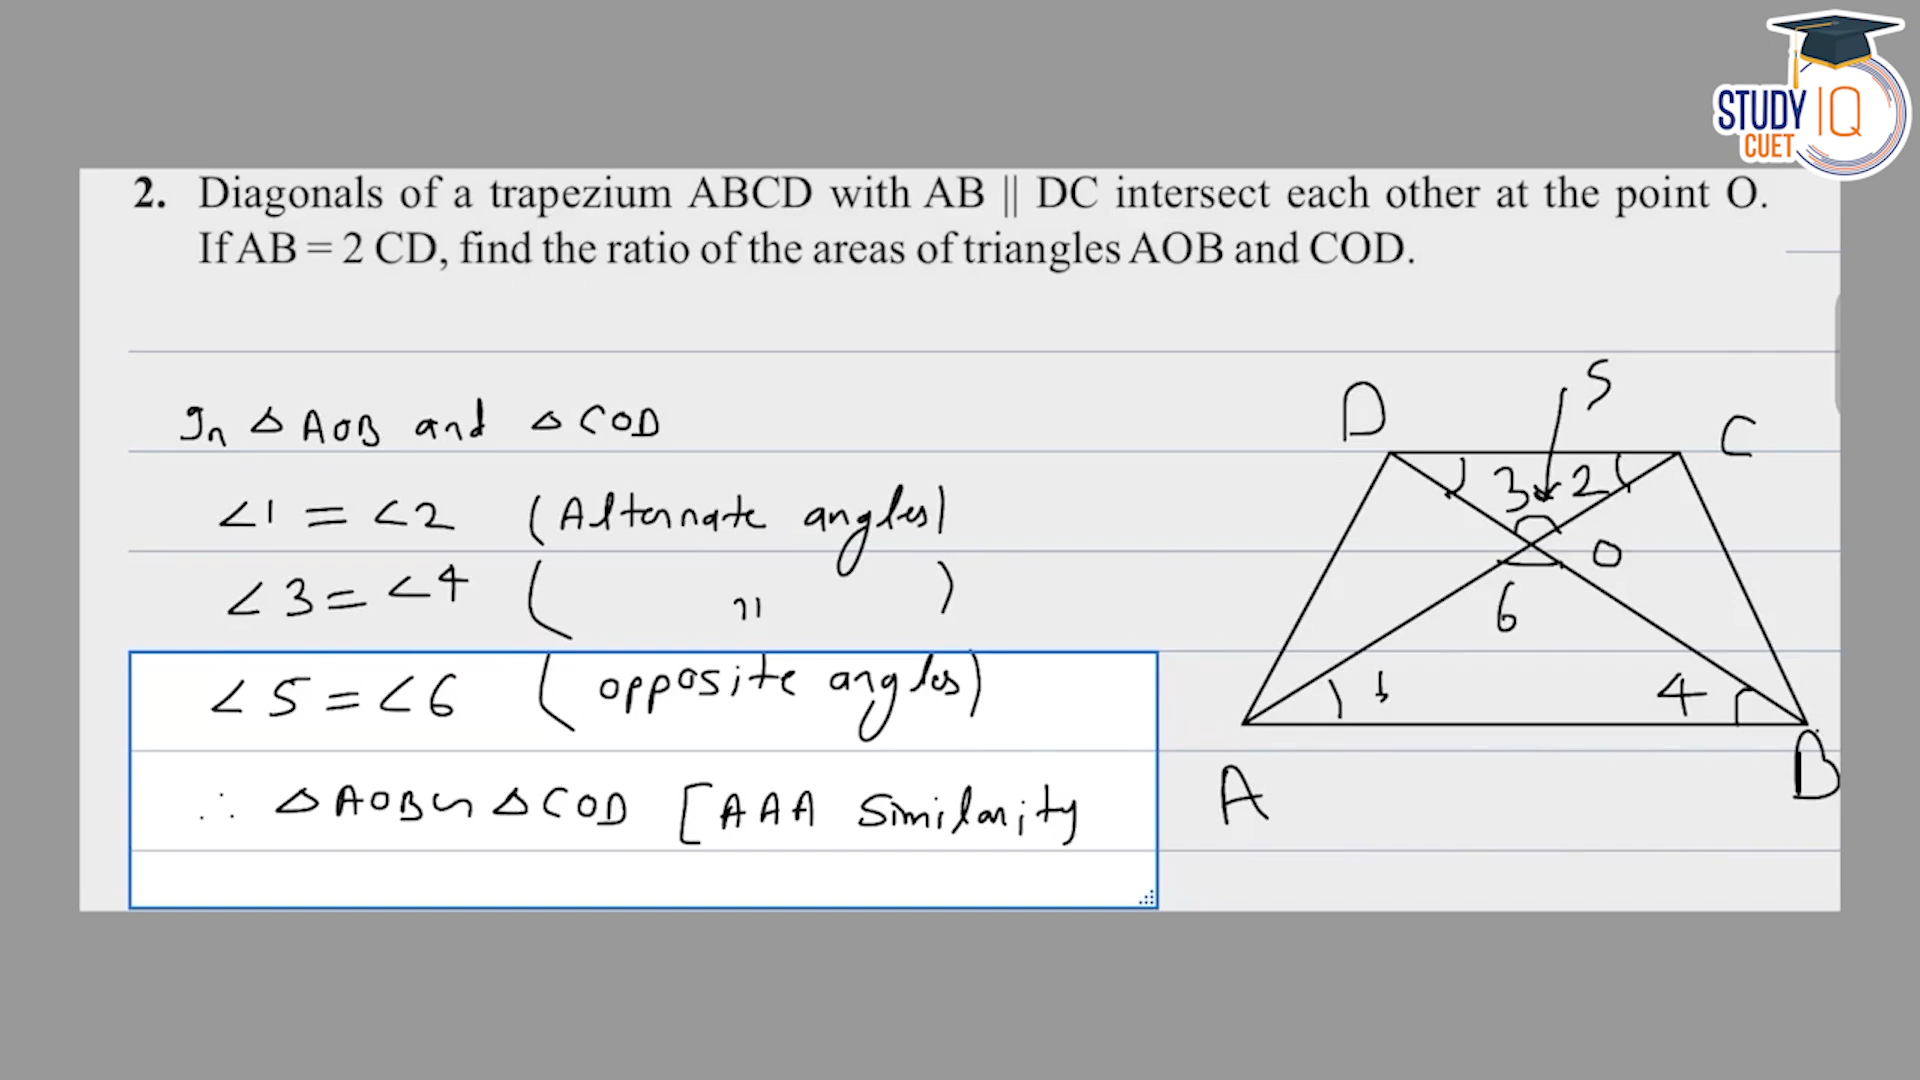 STUDY IQ
CUET
2. Diagonals of a trapezium ABCD with AB || DC intersect each other at the point O.
If AB = 2 CD, find the ratio of the areas of triangles AOB and COD.
In △ AOB and △ COD
∠1 = ∠2 (Alternate angles)
∠3 = ∠4 ( " )
∠5 = ∠6 (opposite angles)
∴ △AOB ∽ △COD [AAA Similarity
D
5
C
3
2
O
6
1
4
A
B